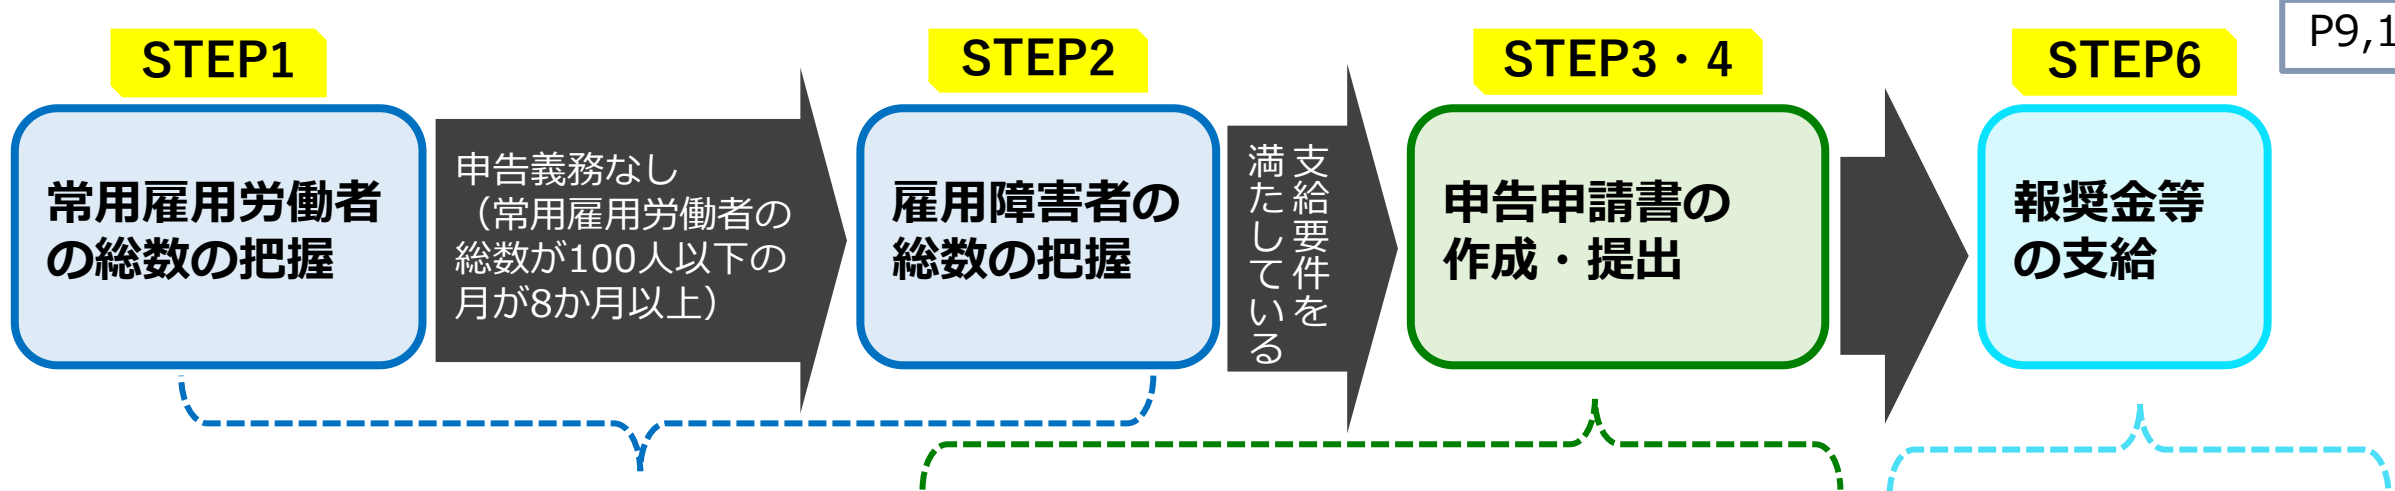 STEP1
常用雇用労働者
の総数の把握
申告義務なし
（常用雇用労働者の
総数が100人以下の
月が8か月以上）
STEP2
雇用障害者の
総数の把握
支給要件を
満たしている
STEP3・4
申告申請書の
作成・提出
STEP6
報奨金等
の支給
P9,1